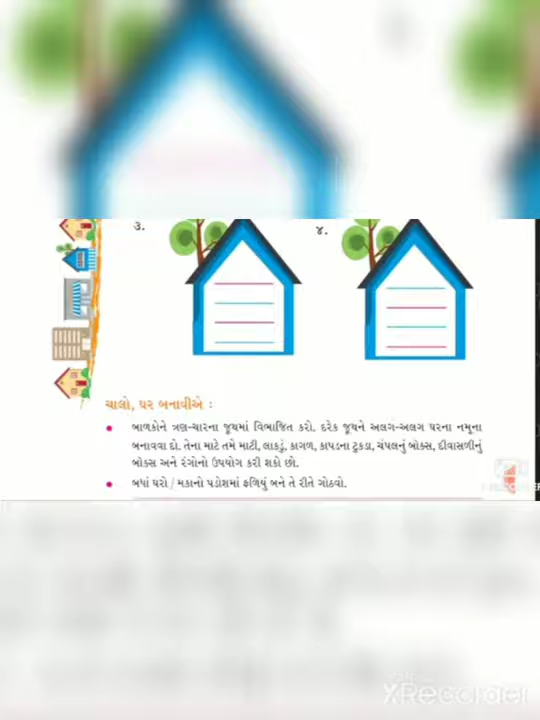 ૩.
૪.
ચાલો, ઘર બનાવીએ :
• બાળકોને ત્રણ-ચારના જૂથમાં વિભાજિત કરો. દરેક જૂથને અલગ-અલગ ઘરના નમૂના
બનાવવા દો. તેના માટે તમે માટી, લાકડું, કાગળ, કાપડના ટુકડા, ચંપલનું બોક્સ, દીવાસળીનું
બોક્સ અને રંગોનો ઉપયોગ કરી શકો છો.
• બધાં ઘરો / મકાનો પડોશમાં ફળિયું બને તે રીતે ગોઠવો.
XRecorder